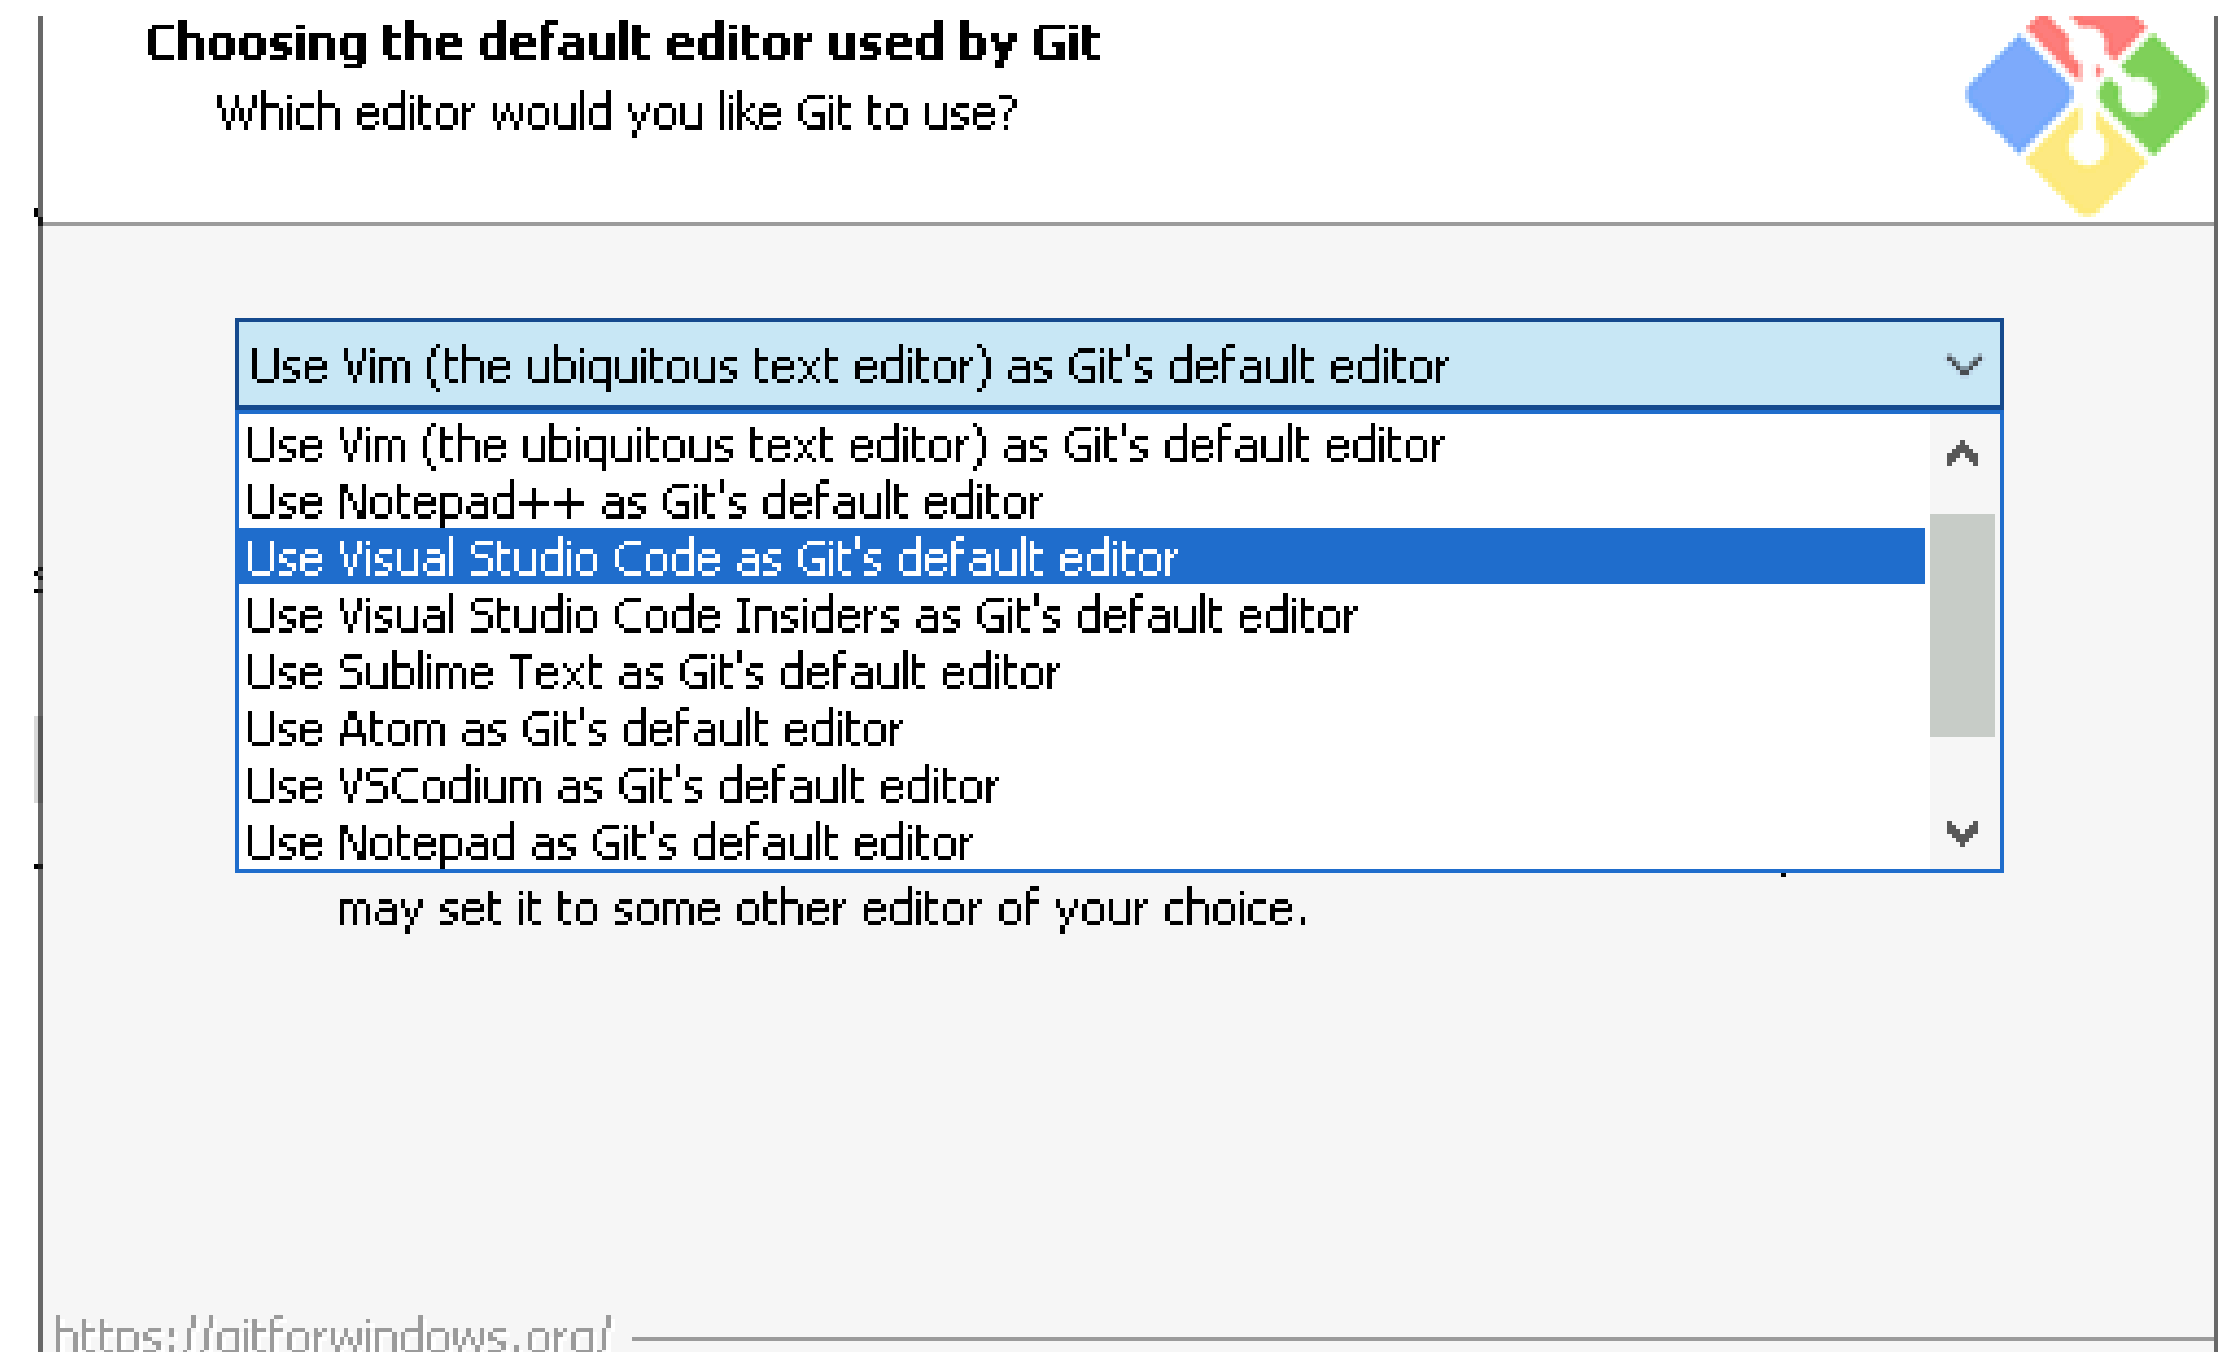 Choosing the default editor used by Git
Which editor would you like Git to use?
Use Vim (the ubiquitous text editor) as Git's default editor
Use Vim (the ubiquitous text editor) as Git's default editor
Use Notepad++ as Git's default editor
Use Visual Studio Code as Git's default editor
Use Visual Studio Code Insiders as Git's default editor
Use Sublime Text as Git's default editor
Use Atom as Git's default editor
Use VSCodium as Git's default editor
Use Notepad as Git's default editor
may set it to some other editor of your choice.
https://gitforwindows.org/